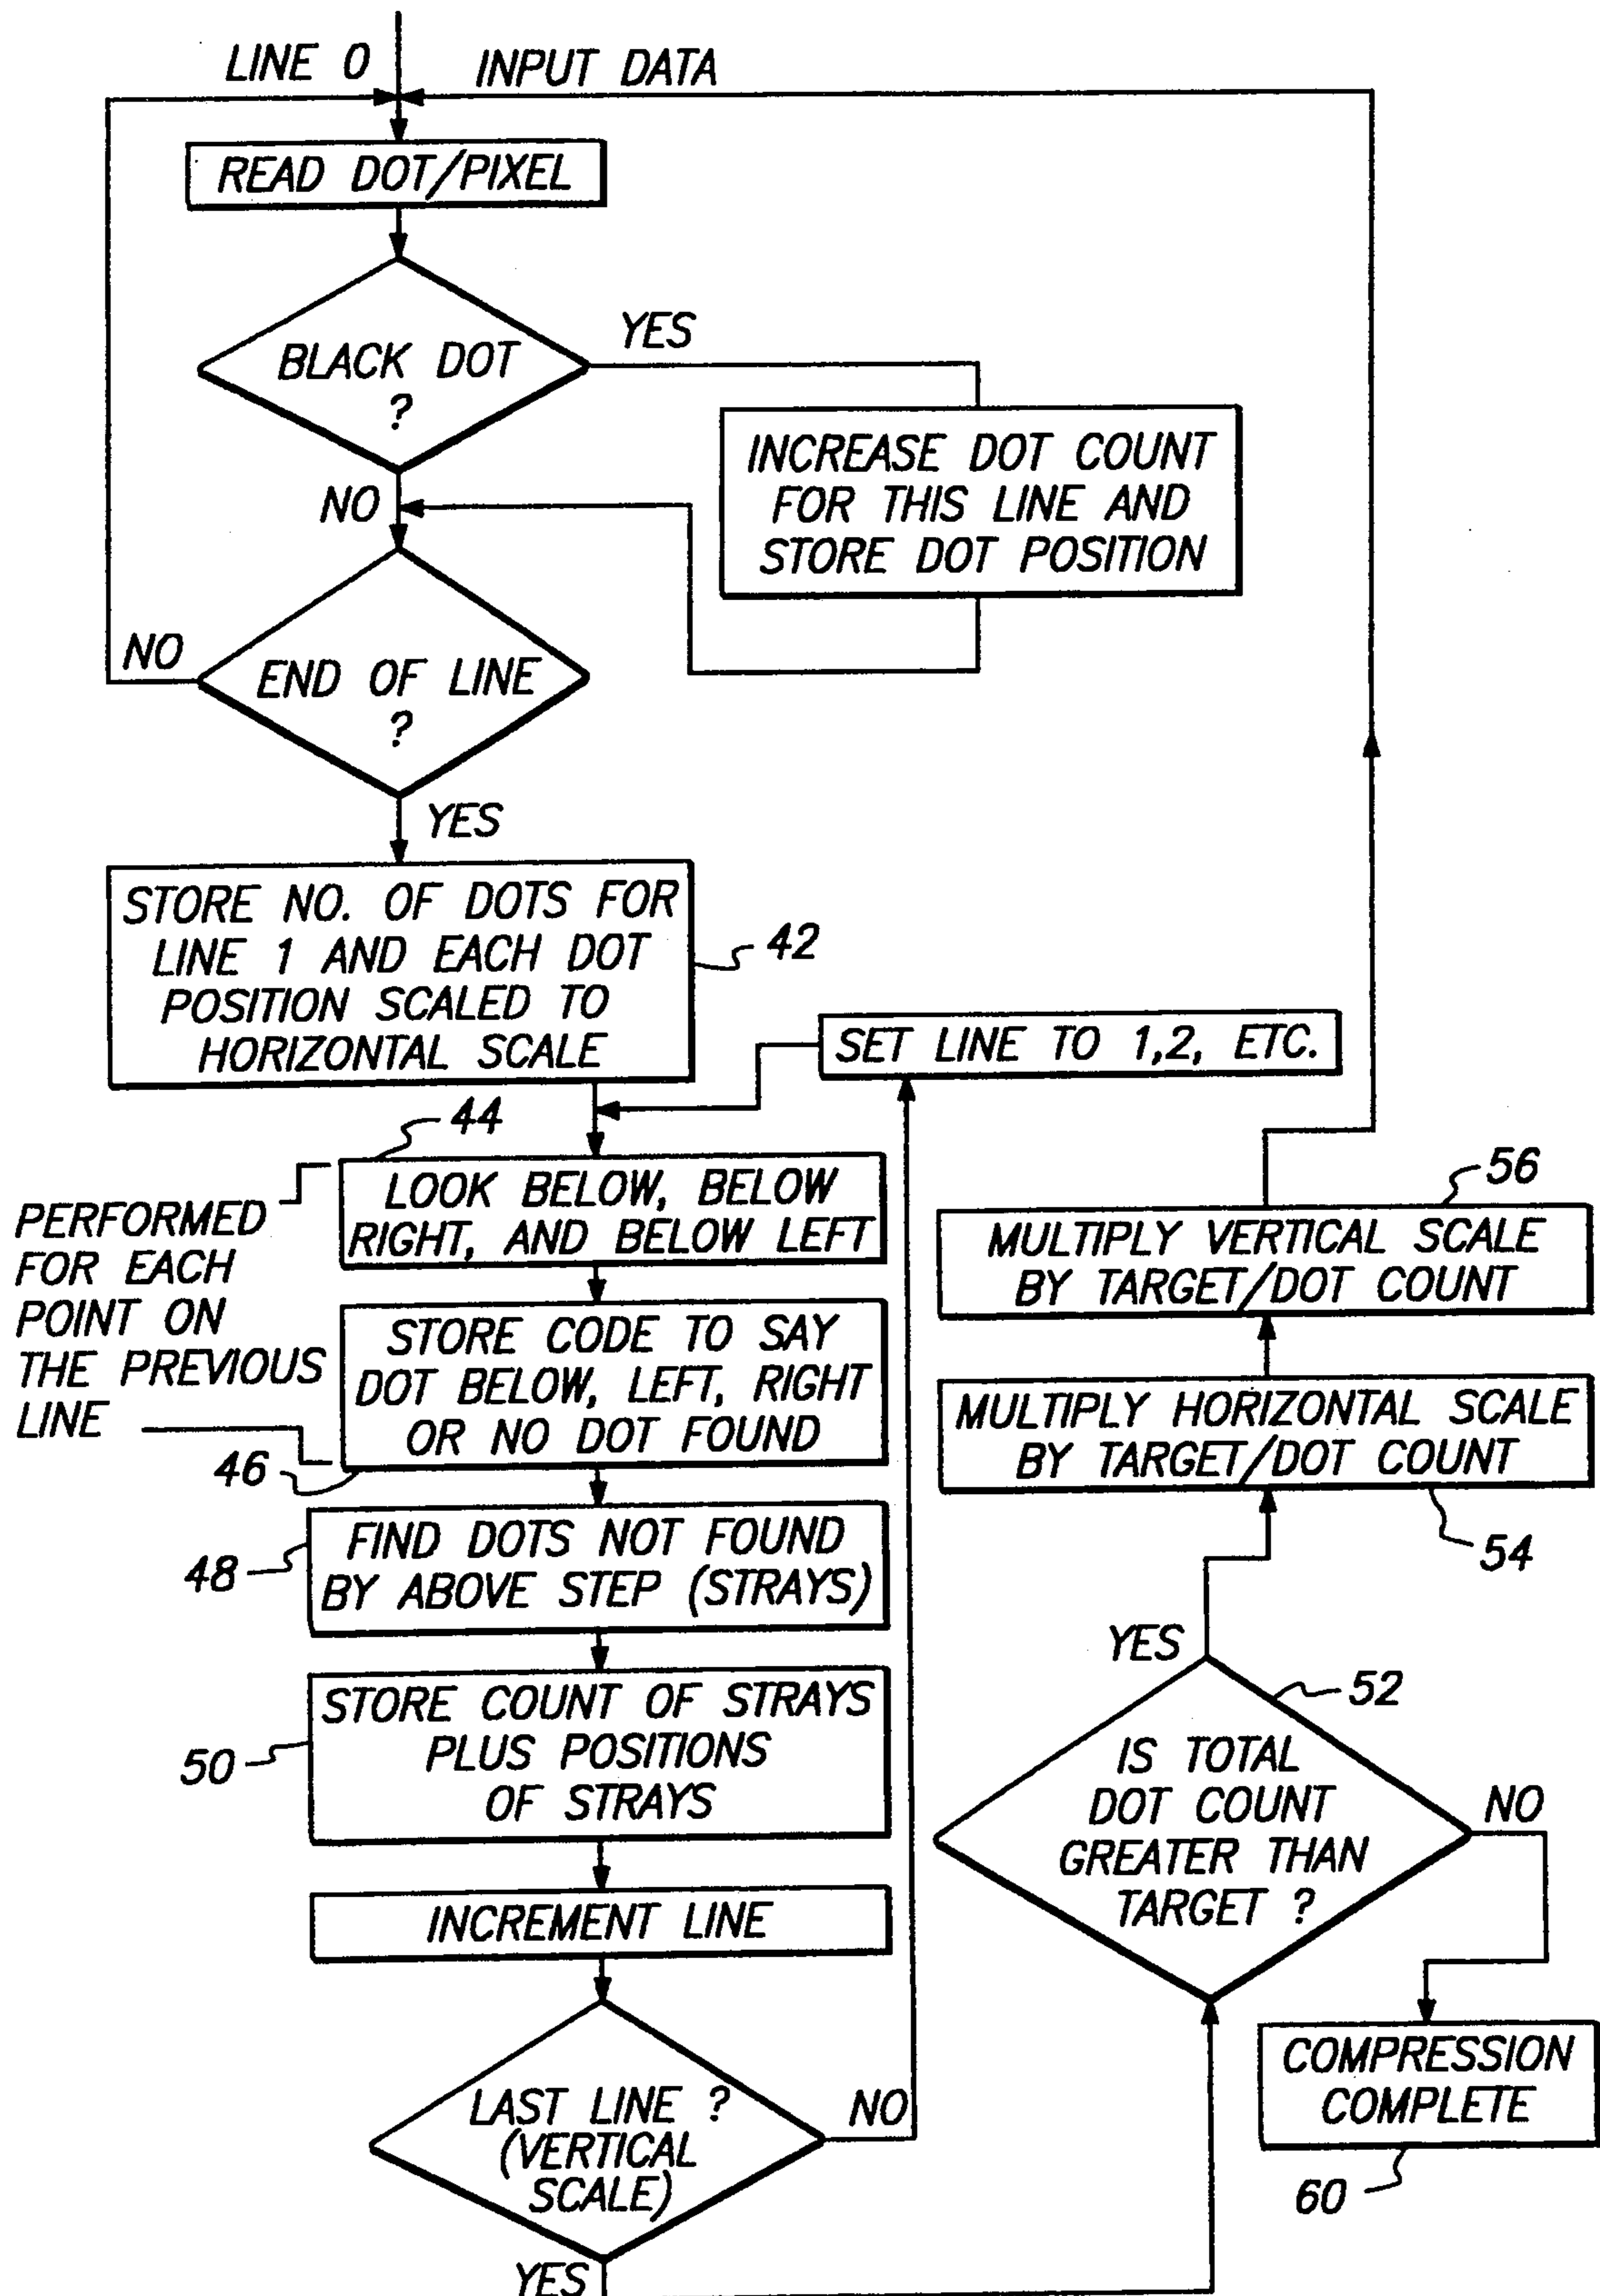 LINE 0
INPUT DATA
READ DOT/PIXEL
BLACK DOT
?
YES
INCREASE DOT COUNT
FOR THIS LINE AND
STORE DOT POSITION
NO
END OF LINE
?
NO
YES
STORE NO. OF DOTS FOR
LINE 1 AND EACH DOT
POSITION SCALED TO
HORIZONTAL SCALE
42
SET LINE TO 1,2, ETC.
44
LOOK BELOW, BELOW
RIGHT, AND BELOW LEFT
PERFORMED
FOR EACH
POINT ON
THE PREVIOUS
LINE
STORE CODE TO SAY
DOT BELOW, LEFT, RIGHT
OR NO DOT FOUND
46
FIND DOTS NOT FOUND
BY ABOVE STEP (STRAYS)
48
STORE COUNT OF STRAYS
PLUS POSITIONS
OF STRAYS
50
INCREMENT LINE
LAST LINE ?
(VERTICAL
SCALE)
NO
YES
56
MULTIPLY VERTICAL SCALE
BY TARGET/DOT COUNT
MULTIPLY HORIZONTAL SCALE
BY TARGET/DOT COUNT
54
YES
52
IS TOTAL
DOT COUNT
GREATER THAN
TARGET ?
NO
COMPRESSION
COMPLETE
60